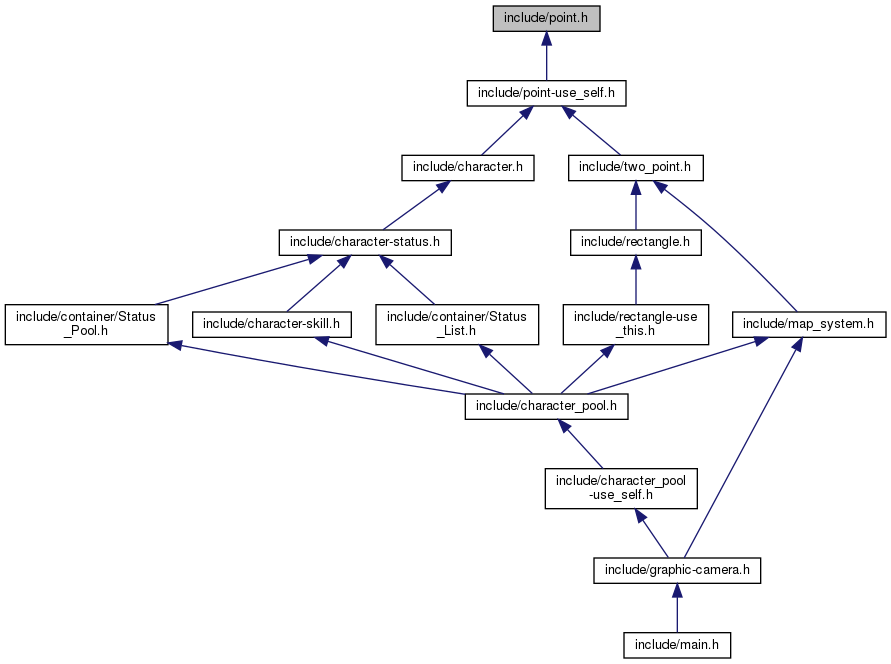 include/point.h
include/point-use_self.h
include/character.h
include/two_point.h
include/character-status.h
include/rectangle.h
include/container/Status
_Pool.h
include/character-skill.h
include/container/Status
_List.h
include/rectangle-use
_this.h
include/map_system.h
include/character_pool.h
include/character_pool
-use_self.h
include/graphic-camera.h
include/main.h